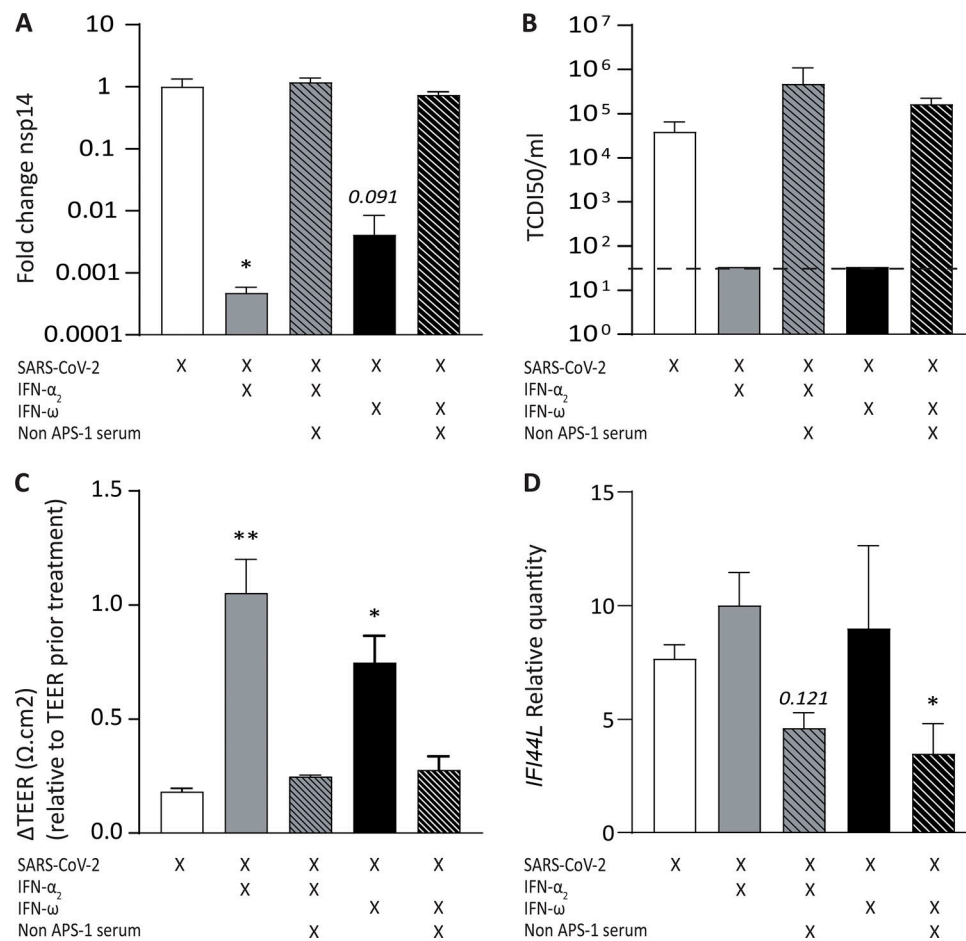 A
Fold change nsp14
10
1
0.1
0.01
0.001
0.0001
*
0.091
SARS-CoV-2 X X X X X
IFN-α₂ X X
IFN-ω X X
Non APS-1 serum X X
B
TCDI50/ml
10⁷
10⁶
10⁵
10⁴
10³
10²
10¹
10⁰
SARS-CoV-2 X X X X X
IFN-α₂ X X
IFN-ω X X
Non APS-1 serum X X
C
ΔTEER (Ω.cm2)
(relative to TEER prior treatment)
1.5
1.0
0.5
0.0
**
*
SARS-CoV-2 X X X X X
IFN-α₂ X X
IFN-ω X X
Non APS-1 serum X X
D
IFI44L Relative quantity
15
10
5
0
0.121
*
SARS-CoV-2 X X X X X
IFN-α₂ X X
IFN-ω X X
Non APS-1 serum X X